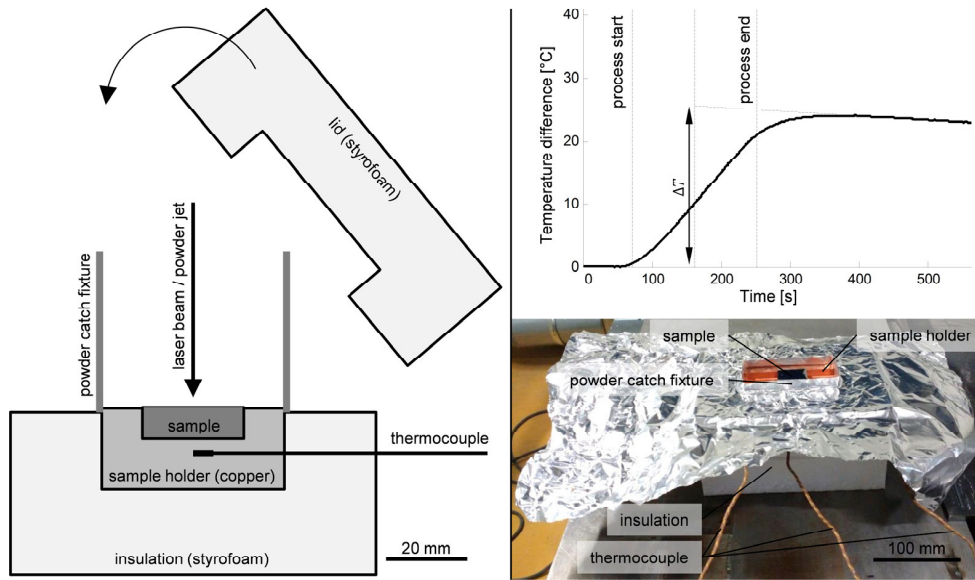 lid (styrofoam)
powder catch fixture
laser beam / powder jet
sample
thermocouple
sample holder (copper)
insulation (styrofoam)
20 mm
Temperature difference [°C]
40
30
20
10
0
process start
process end
ΔT
0 100 200 300 400 500
Time [s]
sample
sample holder
powder catch fixture
insulation
thermocouple
100 mm